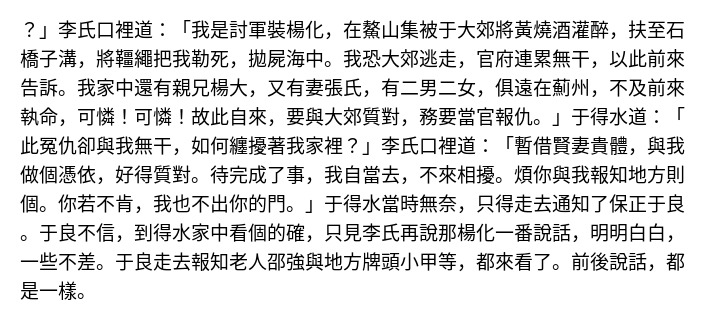 ？」李氏口裡道：「我是討軍裝楊化，在鰲山集被于大郊將黃燒酒灌醉，扶至石
橋子溝，將韁繩把我勒死，拋屍海中。我恐大郊逃走，官府連累無干，以此前來
告訴。我家中還有親兄楊大，又有妻張氏，有二男二女，俱遠在薊州，不及前來
執命，可憐！可憐！故此自來，要與大郊質對，務要當官報仇。」于得水道：「
此冤仇卻與我無干，如何纏擾著我家裡？」李氏口裡道：「暫借賢妻貴體，與我
做個憑依，好得質對。待完成了事，我自當去，不來相擾。煩你與我報知地方則
個。你若不肯，我也不出你的門。」于得水當時無奈，只得走去通知了保正于良
。于良不信，到得水家中看個的確，只見李氏再說那楊化一番說話，明明白白，
一些不差。于良走去報知老人邵強與地方牌頭小甲等，都來看了。前後說話，都
是一樣。